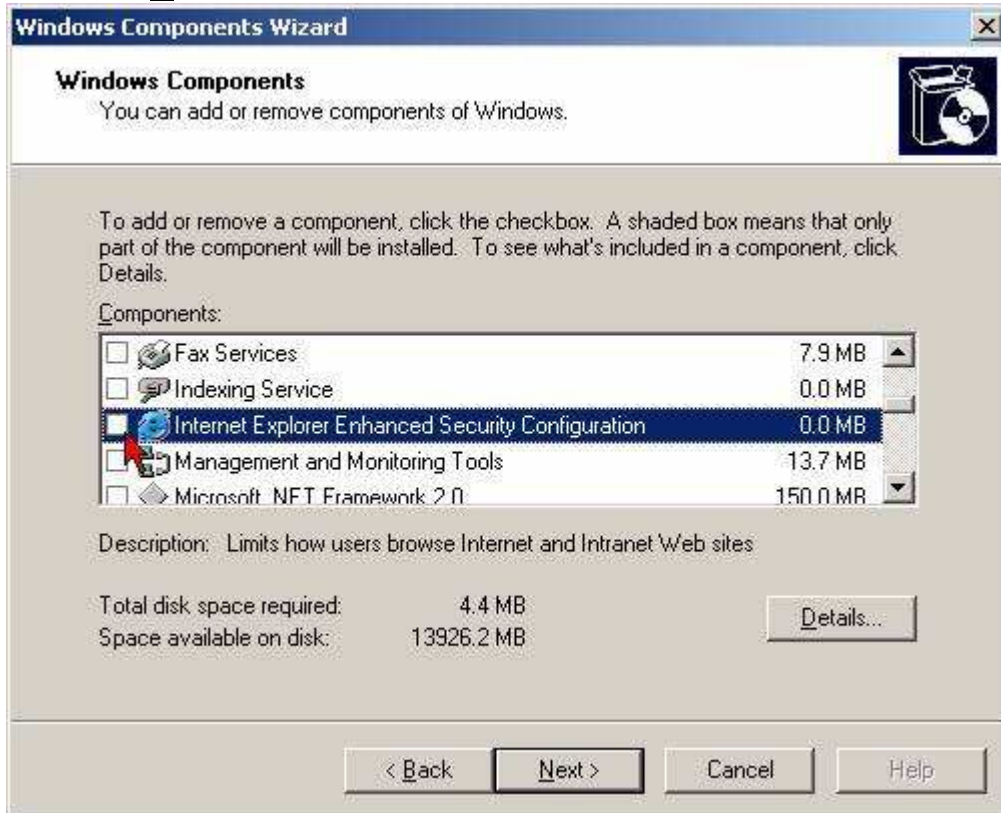 Windows Components Wizard
Windows Components
You can add or remove components of Windows.
To add or remove a component, click the checkbox. A shaded box means that only
part of the component will be installed. To see what's included in a component, click
Details.
Components:
Fax Services 7.9 MB
Indexing Service 0.0 MB
Internet Explorer Enhanced Security Configuration 0.0 MB
Management and Monitoring Tools 13.7 MB
Microsoft .NET Framework 2.0 150.0 MB
Description: Limits how users browse Internet and Intranet Web sites
Total disk space required: 4.4 MB
Space available on disk: 13926.2 MB
Details...
< Back Next > Cancel Help